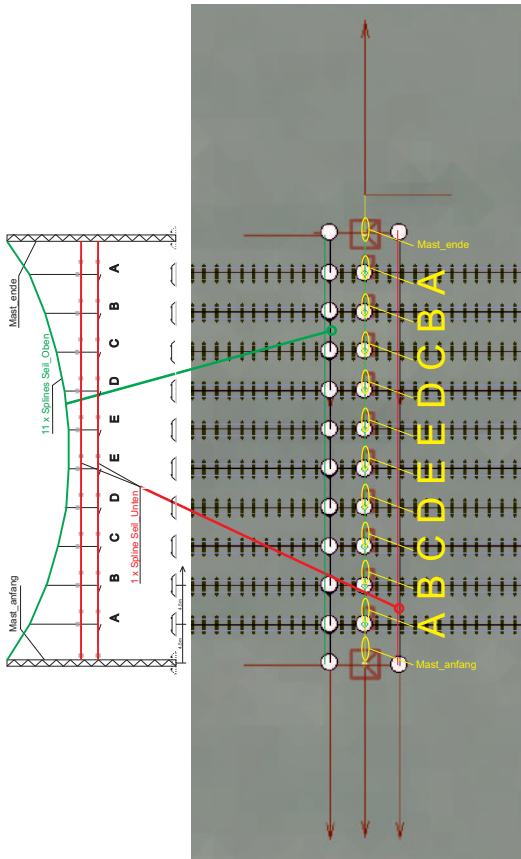 Mast_anfang
11 x Splines Seil_Oben
Mast_ende
A B C D E E D C B A
1 x Spline Seil_Unten
Mast_ende
A B C D E E D C B A
Mast_anfang